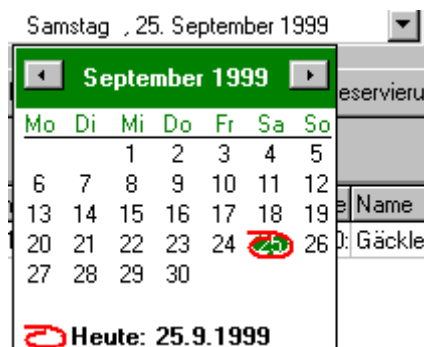 Samstag , 25. September 1999
September 1999
eservieru
Mo Di Mi Do Fr Sa So
1 2 3 4 5
6 7 8 9 10 11 12
13 14 15 16 17 18 19
Name
20 21 22 23 24 25 26
Gäckle
27 28 29 30
Heute: 25.9.1999